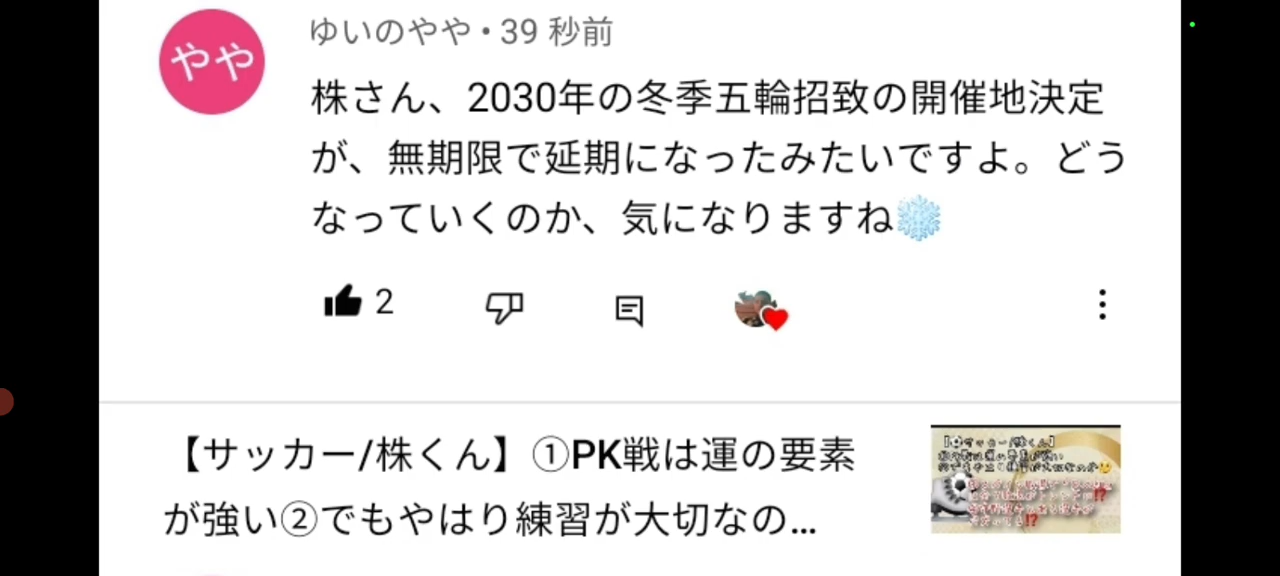 やや
ゆいのやや • 39 秒前
株さん、2030年の冬季五輪招致の開催地決定
が、無期限で延期になったみたいですよ。どう
なっていくのか、気になりますね❄️
2
【サッカー/株くん】①PK戦は運の要素
が強い②でもやはり練習が大切なの...